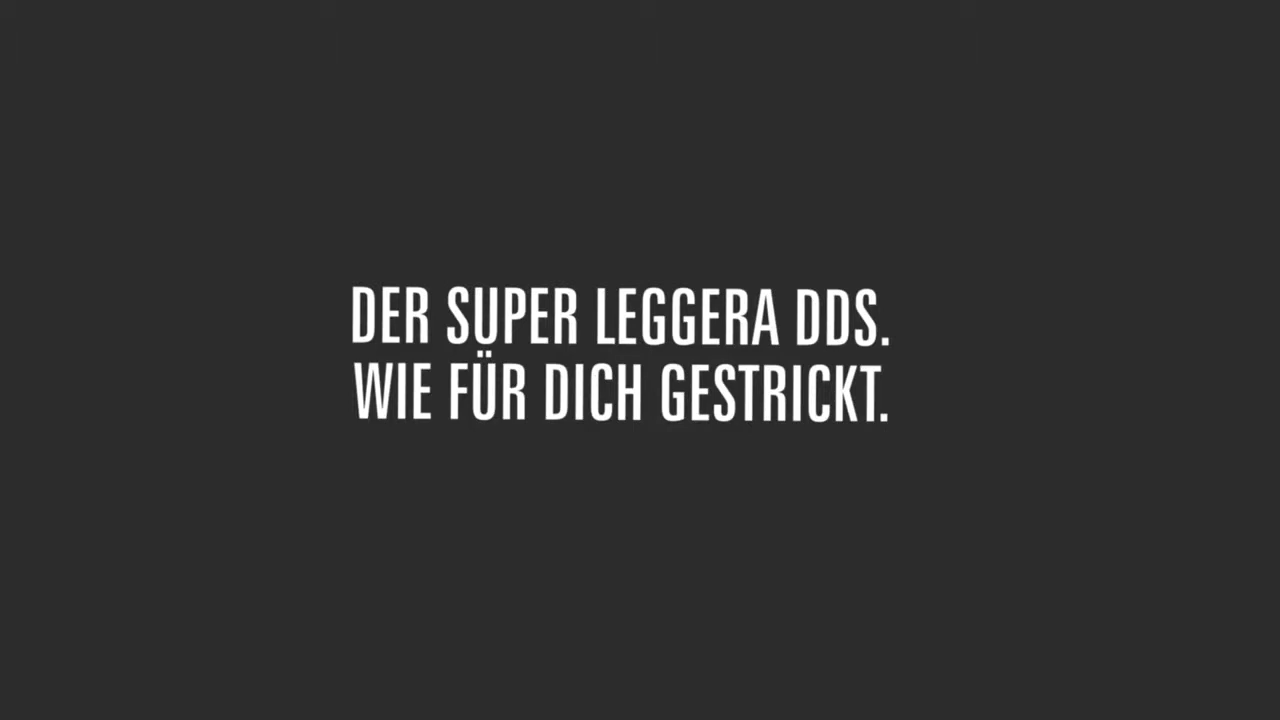 DER SUPER LEGGERA DDS.
WIE FÜR DICH GESTRICKT.